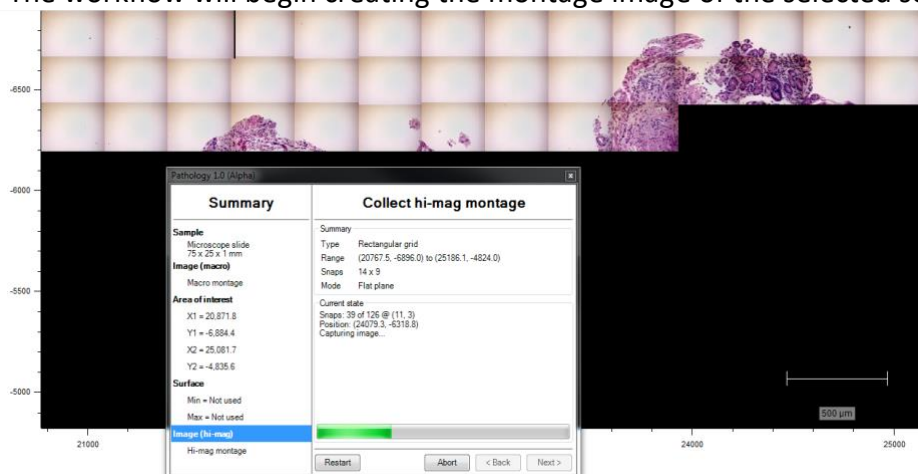 The workflow will begin creating the montage image of the selected
-6500
-6000
-5500
-5000
21000
24000
25000
500 µm
Pathology 1.0 (Alpha)
Summary
Sample
Microscope slide
75 x 25 x 1 mm
Image (macro)
Macro montage
Area of interest
X1 = 20,871.8
Y1 = -6,884.4
X2 = 25,081.7
Y2 = -4,835.6
Surface
Min = Not used
Max = Not used
Image (hi-mag)
Hi-mag montage
Collect hi-mag montage
Summary
Type Rectangular grid
Range (20767.5, -6896.0) to (25186.1, -4824.0)
Snaps 14 x 9
Mode Flat plane
Current state
Snaps: 39 of 126 @ (11, 3)
Position: (24079.3, -6318.8)
Capturing image...
Restart Abort < Back Next >